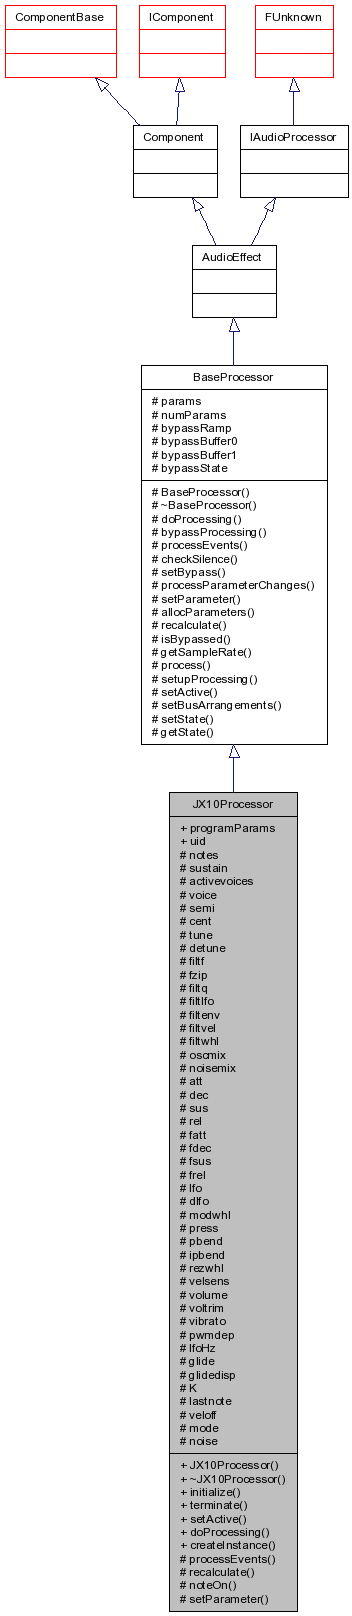 ComponentBase
IComponent
FUnknown
Component
IAudioProcessor
AudioEffect
BaseProcessor
# params
# numParams
# bypassRamp
# bypassBuffer0
# bypassBuffer1
# bypassState
# BaseProcessor()
# ~BaseProcessor()
# doProcessing()
# bypassProcessing()
# processEvents()
# checkSilence()
# setBypass()
# processParameterChanges()
# setParameter()
# allocParameters()
# recalculate()
# isBypassed()
# getSampleRate()
# process()
# setupProcessing()
# setActive()
# setBusArrangements()
# setState()
# getState()
JX10Processor
+ programParams
+ uid
# notes
# sustain
# activevoices
# voice
# semi
# cent
# tune
# detune
# filtf
# fzip
# filtq
# filtlfo
# filtenv
# filtvel
# filtwhl
# oscmix
# noisemix
# att
# dec
# sus
# rel
# fatt
# fdec
# fsus
# frel
# lfo
# dlfo
# modwhl
# press
# pbend
# ipbend
# rezwhl
# velsens
# volume
# voltrim
# vibrato
# pwmdep
# lfoHz
# glide
# glidedisp
# K
# lastnote
# veloff
# mode
# noise
+ JX10Processor()
+ ~JX10Processor()
+ initialize()
+ terminate()
+ setActive()
+ doProcessing()
+ createInstance()
# processEvents()
# recalculate()
# noteOn()
# setParameter()